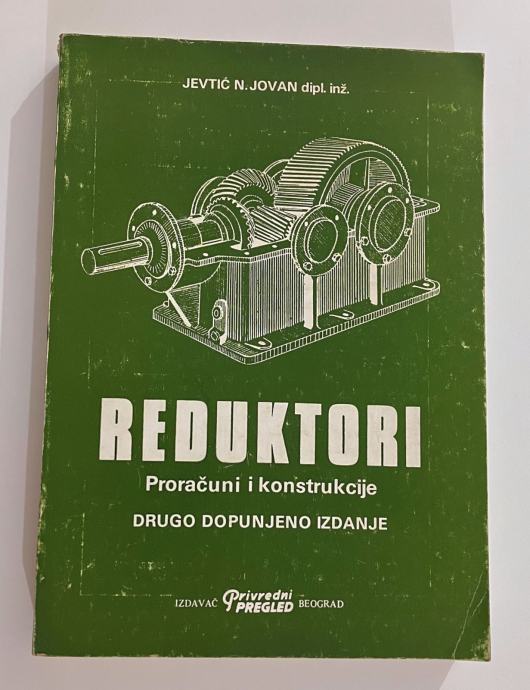 JEVTIĆ N. JOVAN dipl. inž.
REDUKTORI
Proračuni i konstrukcije
DRUGO DOPUNJENO IZDANJE
IZDAVAČ Privredni PREGLED BEOGRAD